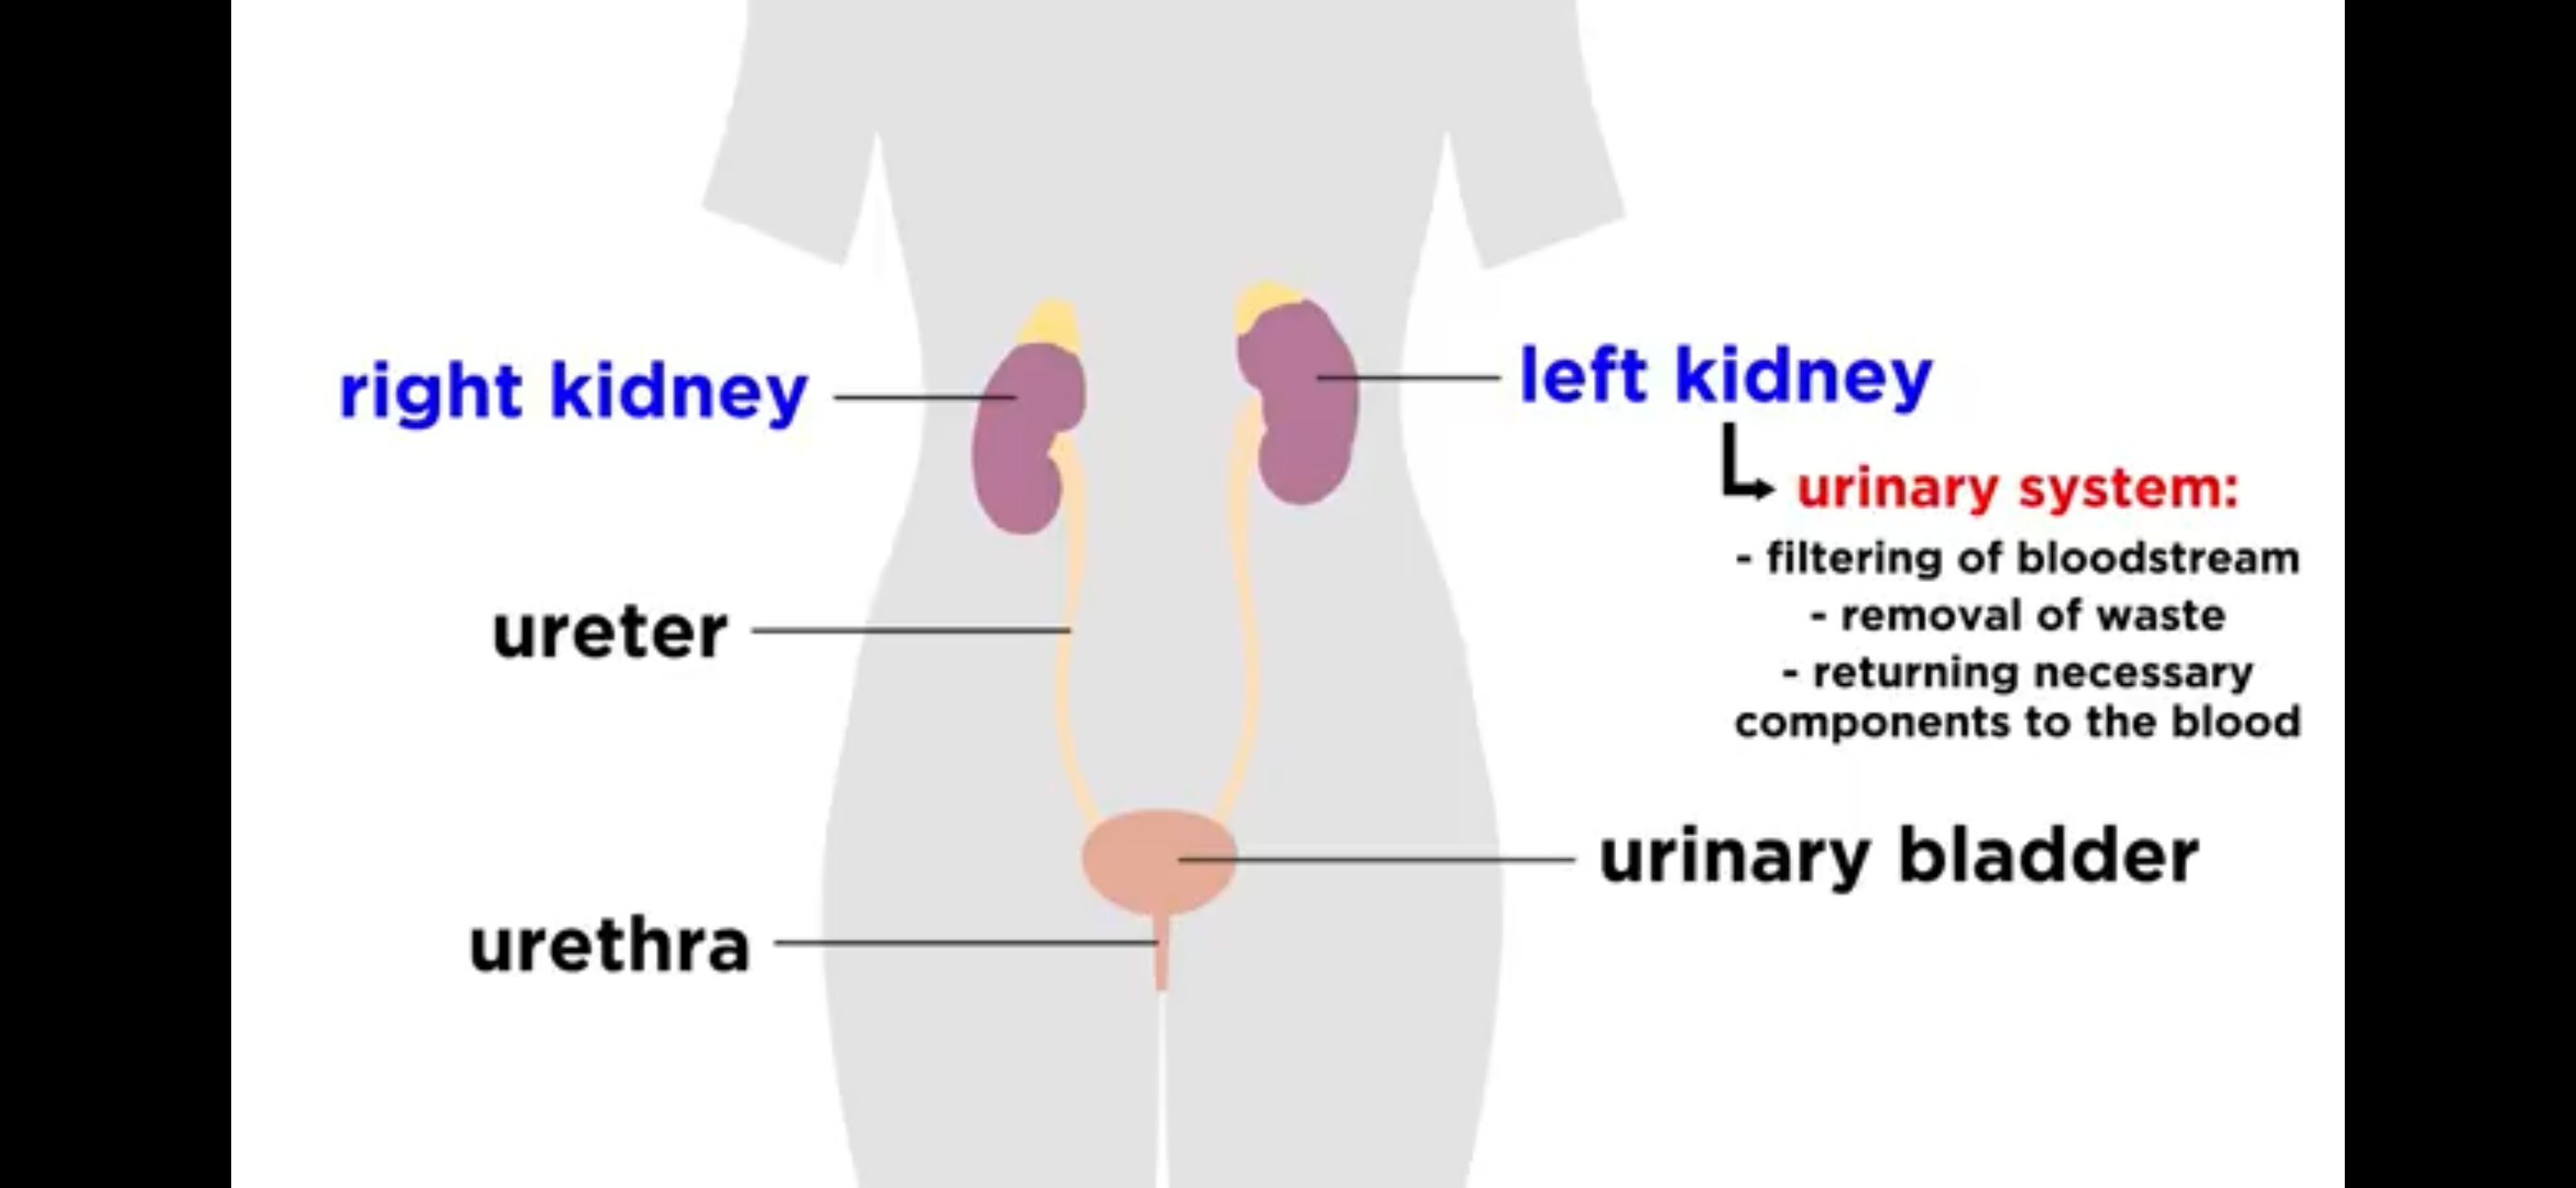 right kidney
left kidney
urinary system:
- filtering of bloodstream
- removal of waste
- returning necessary
components to the blood
ureter
urinary bladder
urethra